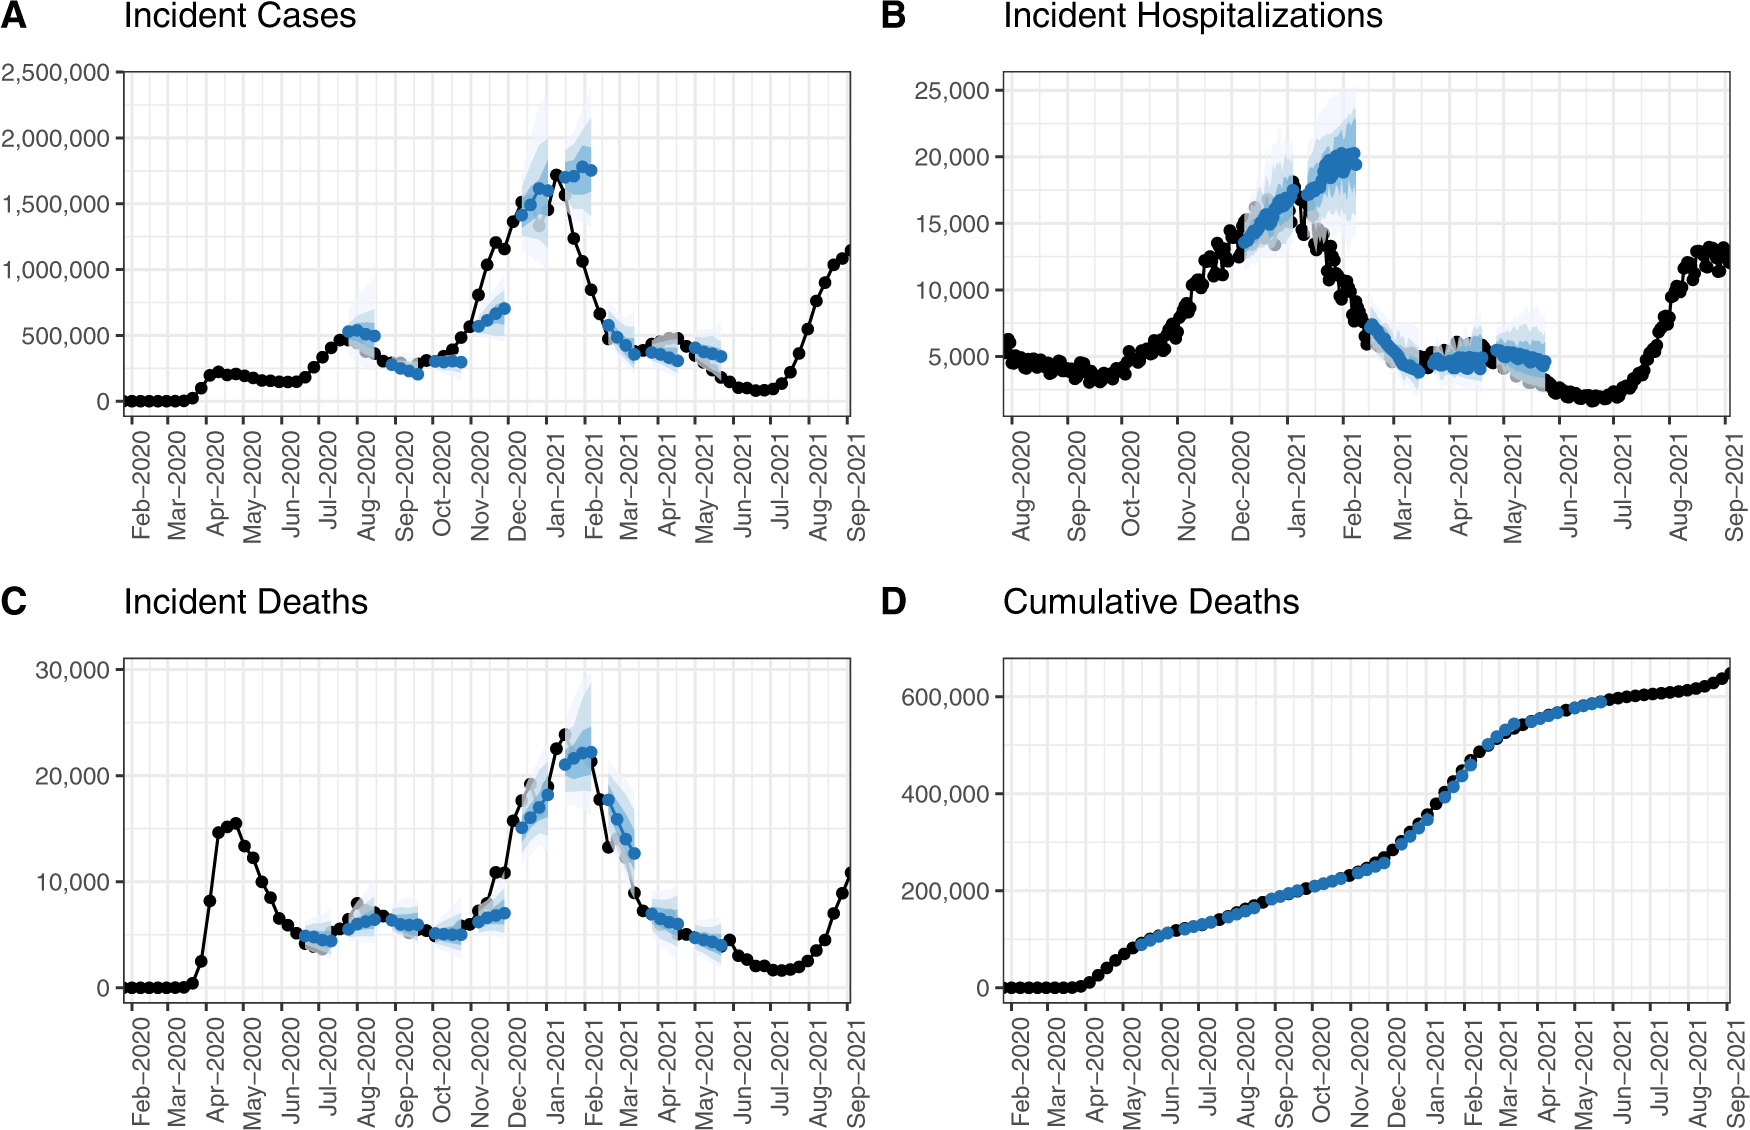 A Incident Cases
2,500,000
2,000,000
1,500,000
1,000,000
500,000
0
Feb−2020
Mar−2020
Apr−2020
May−2020
Jun−2020
Jul−2020
Aug−2020
Sep−2020
Oct−2020
Nov−2020
Dec−2020
Jan−2021
Feb−2021
Mar−2021
Apr−2021
May−2021
Jun−2021
Jul−2021
Aug−2021
Sep−2021
B Incident Hospitalizations
25,000
20,000
15,000
10,000
5,000
Aug−2020
Sep−2020
Oct−2020
Nov−2020
Dec−2020
Jan−2021
Feb−2021
Mar−2021
Apr−2021
May−2021
Jun−2021
Jul−2021
Aug−2021
Sep−2021
C Incident Deaths
30,000
20,000
10,000
0
Feb−2020
Mar−2020
Apr−2020
May−2020
Jun−2020
Jul−2020
Aug−2020
Sep−2020
Oct−2020
Nov−2020
Dec−2020
Jan−2021
Feb−2021
Mar−2021
Apr−2021
May−2021
Jun−2021
Jul−2021
Aug−2021
Sep−2021
D Cumulative Deaths
600,000
400,000
200,000
0
Feb−2020
Mar−2020
Apr−2020
May−2020
Jun−2020
Jul−2020
Aug−2020
Sep−2020
Oct−2020
Nov−2020
Dec−2020
Jan−2021
Feb−2021
Mar−2021
Apr−2021
May−2021
Jun−2021
Jul−2021
Aug−2021
Sep−2021